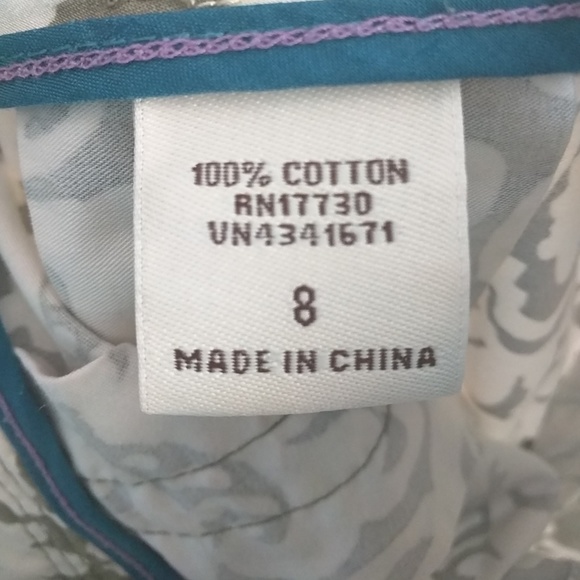 100% COTTON
RN17730
VN4341671
8
MADE IN CHINA